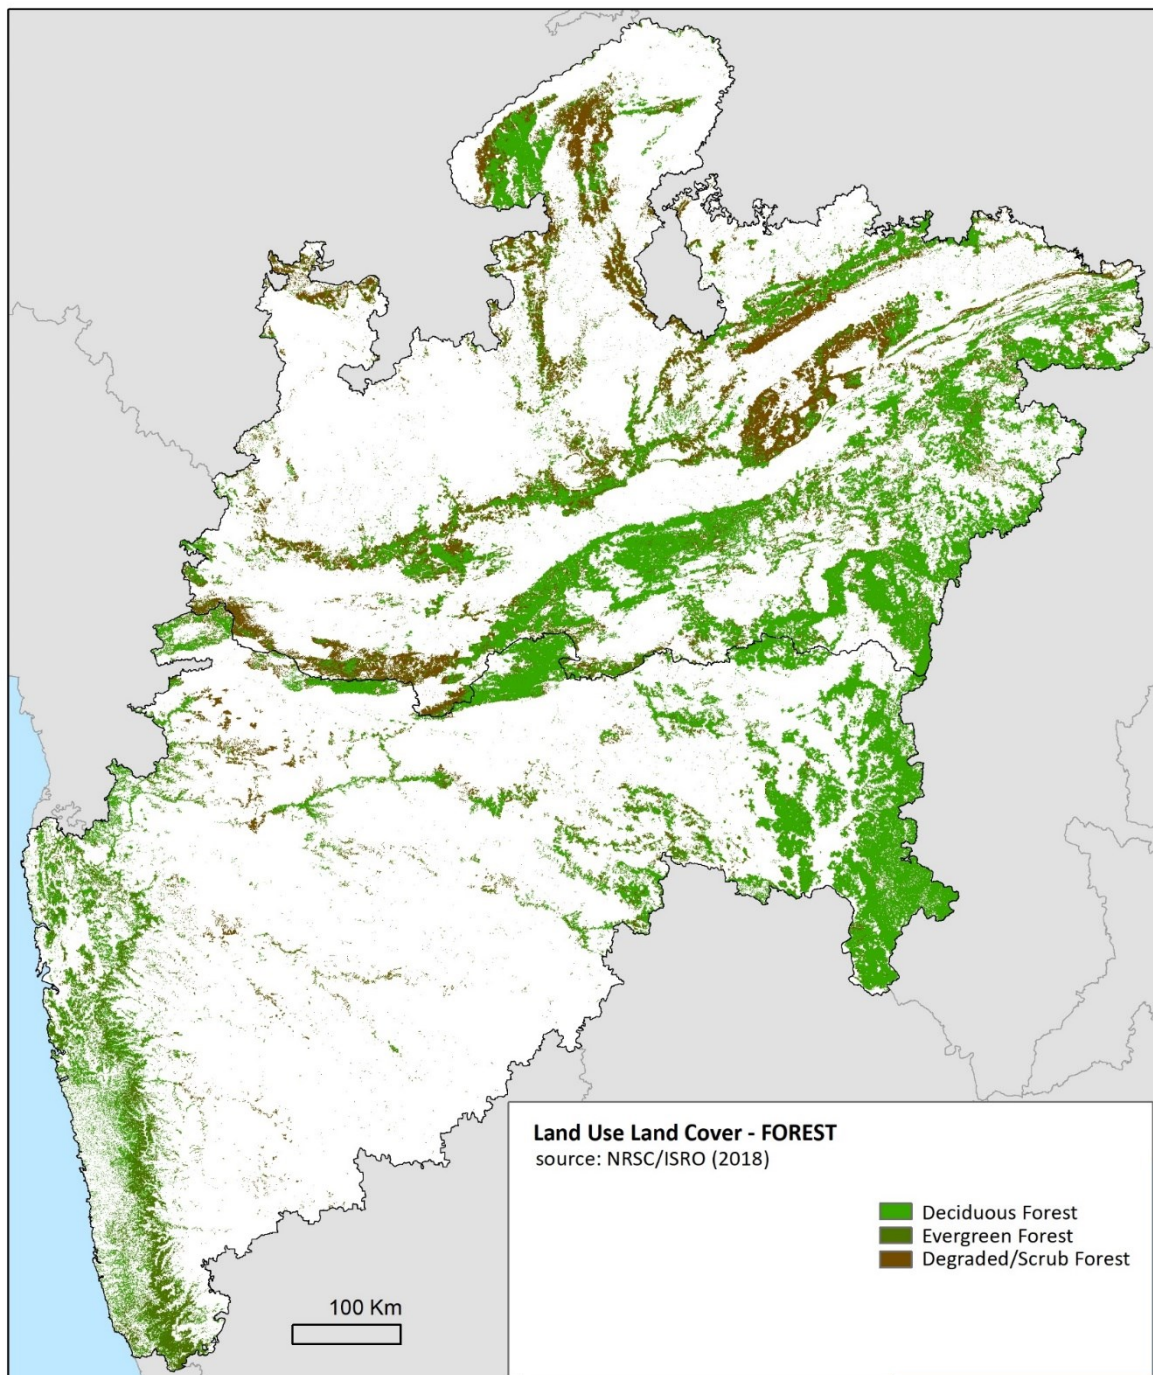 Land Use Land Cover - FOREST
source: NRSC/ISRO (2018)
Deciduous Forest
Evergreen Forest
Degraded/Scrub Forest
100 Km